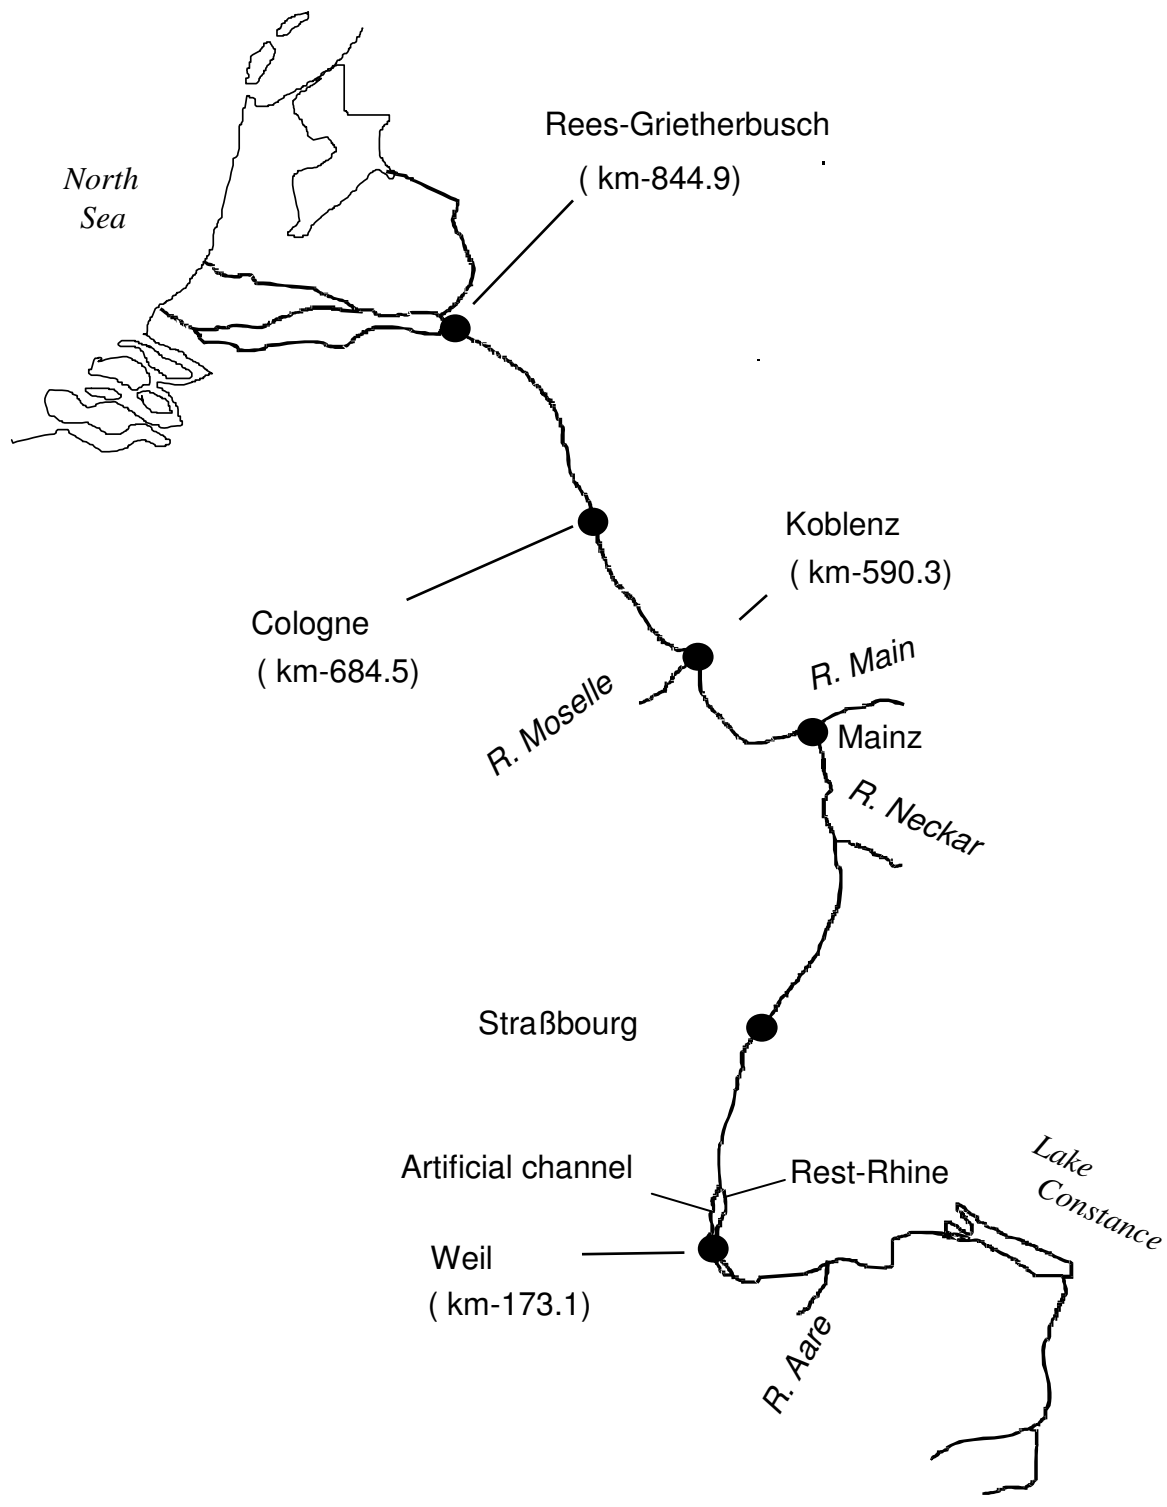 Rees-Grietherbusch
( km-844.9)
North
Sea
Koblenz
( km-590.3)
Cologne
( km-684.5)
R. Main
R. Moselle
Mainz
R. Neckar
Straßbourg
Artificial channel
Rest-Rhine
Lake
Constance
Weil
( km-173.1)
R. Aare